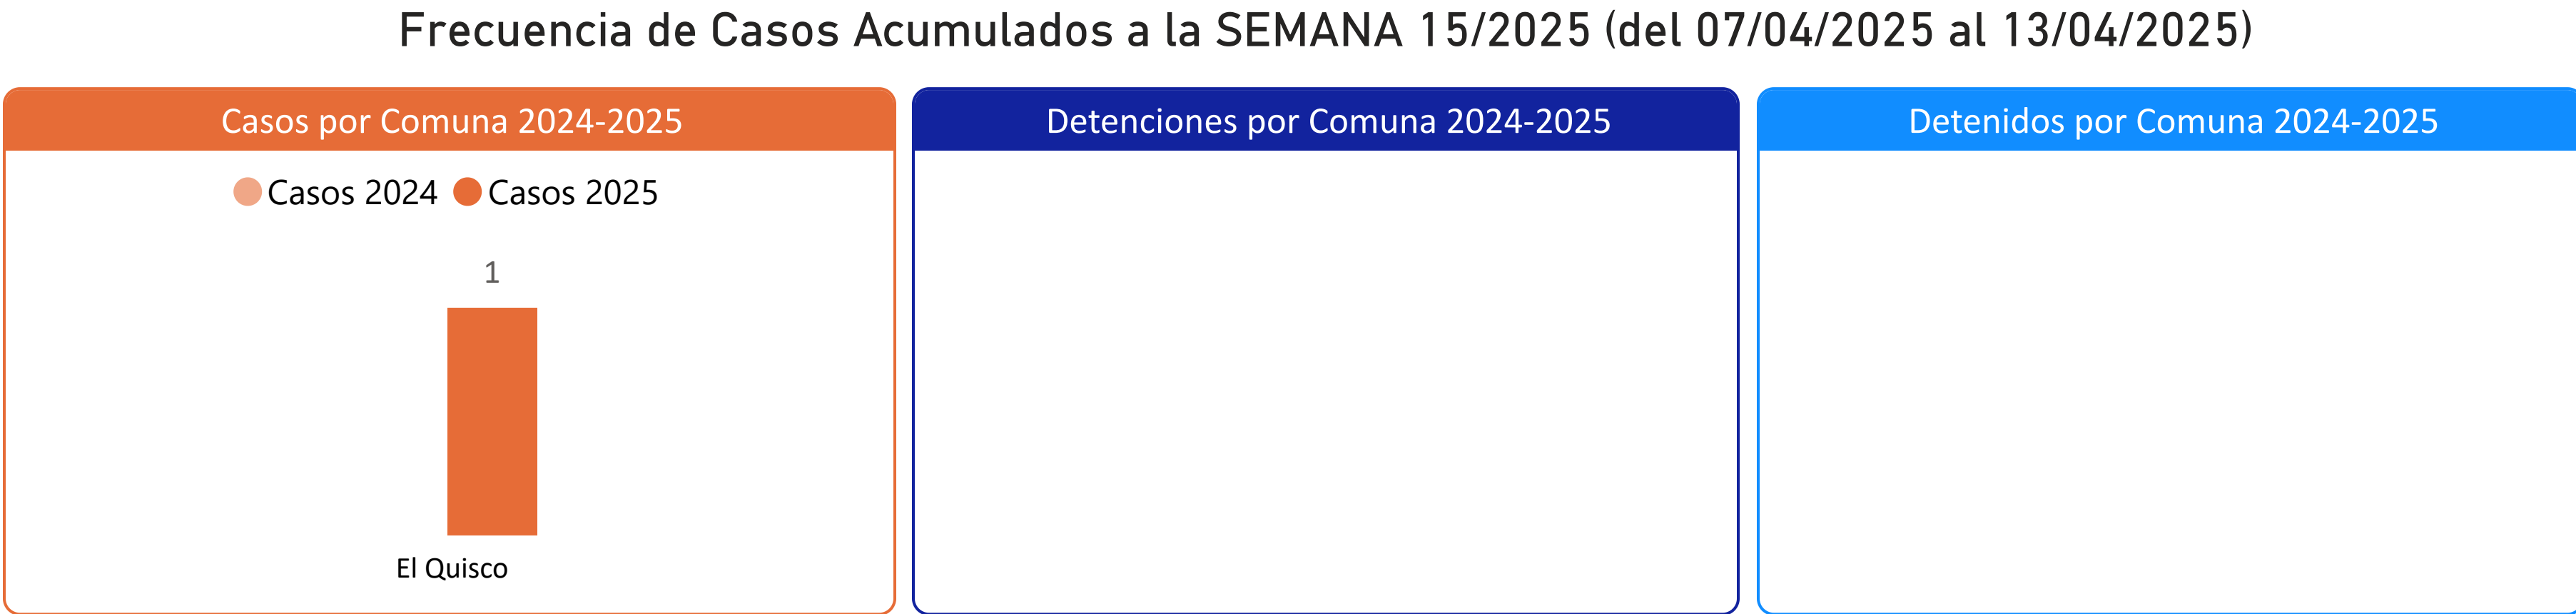 Frecuencia de Casos Acumulados a la SEMANA 15/2025 (del 07/04/2025 al 13/04/2025)
Casos por Comuna 2024-2025
Casos 2024 Casos 2025
1
El Quisco
Detenciones por Comuna 2024-2025
Detenidos por Comuna 2024-2025